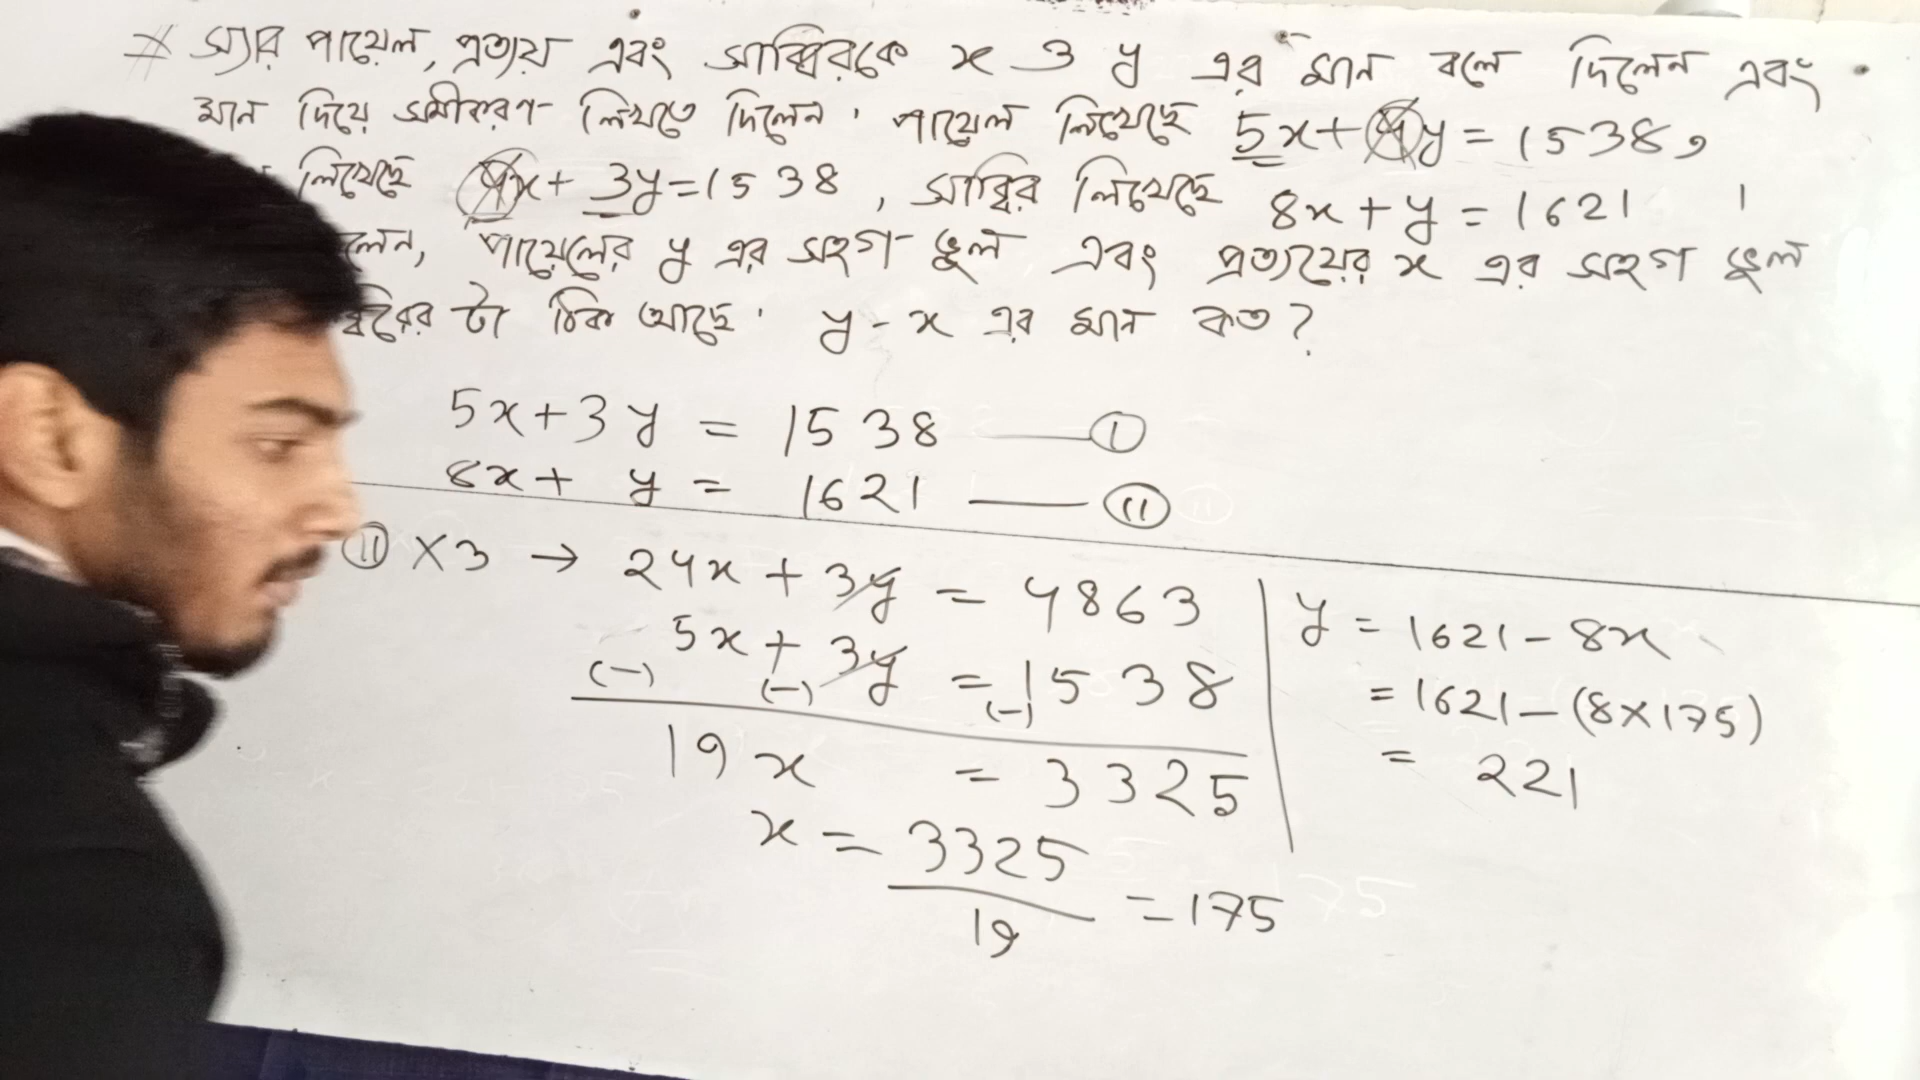 * স্যার পায়েল, প্রত্যয় এবং সাব্বিরকে x ও y এর মান বলে দিলেন এবং
মান দিয়ে সমীকরণ লিখতে দিলেন। পায়েল লিখেছে 5x + 4y = 1538,
লিখেছে 4x + 3y = 1538, সাব্বির লিখেছে 8x + y = 1621 ।
লেন, পায়েলের y এর সহগ ভুল এবং প্রত্যয়ের x এর সহগ ভুল
ব্বিরের টা ঠিক আছে। y - x এর মান কত?
5x + 3y = 1538 —— (I)
8x + y = 1621 —— (II)
(II) × 3 → 24x + 3y = 4863
5x + 3y = 1538
(-) (-) (-)
19x = 3325
x = 3325/19 = 175
y = 1621 - 8x
= 1621 - (8×175)
= 221